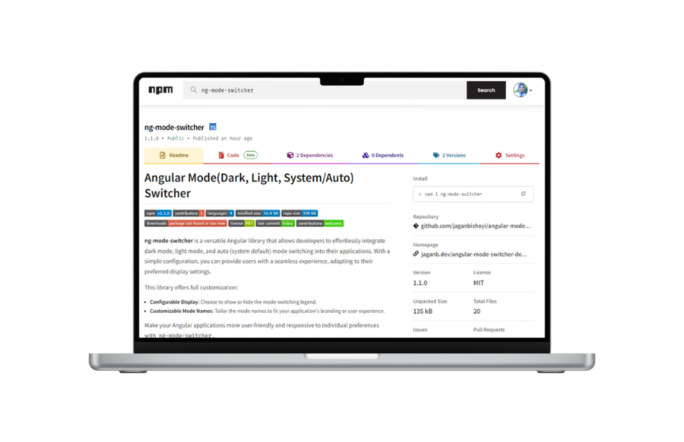 npm
ng-mode-switcher
Search
ng-mode-switcher TS
1.1.0 • Public • Published an hour ago
Readme
Code Beta
2 Dependencies
0 Dependents
2 Versions
Settings
Angular Mode(Dark, Light, System/Auto)
Switcher
npm v1.1.0 contributors languages 4 minified size repo size
downloads package not found or too new license MIT last commit today contributions welcome
ng-mode-switcher is a versatile Angular library that allows developers to effortlessly integrate
dark mode, light mode, and auto (system default) mode switching into their applications. With a
simple configuration, you can provide users with a seamless experience, adapting to their
preferred display settings.
This library offers full customization:
• Configurable Display: Choose to show or hide the mode switching legend.
• Customizable Mode Names: Tailor the mode names to fit your application's branding or user experience.
Make your Angular applications more user-friendly and responsive to individual preferences
with ng-mode-switcher.
Install
> npm i ng-mode-switcher
Repository
github.com/jaganbishoyi/angular-mode...
Homepage
jaganb.dev/angular-mode-switcher-de...
Version
License
1.1.0
MIT
Unpacked Size
Total Files
135 kB
20
Issues
Pull Requests